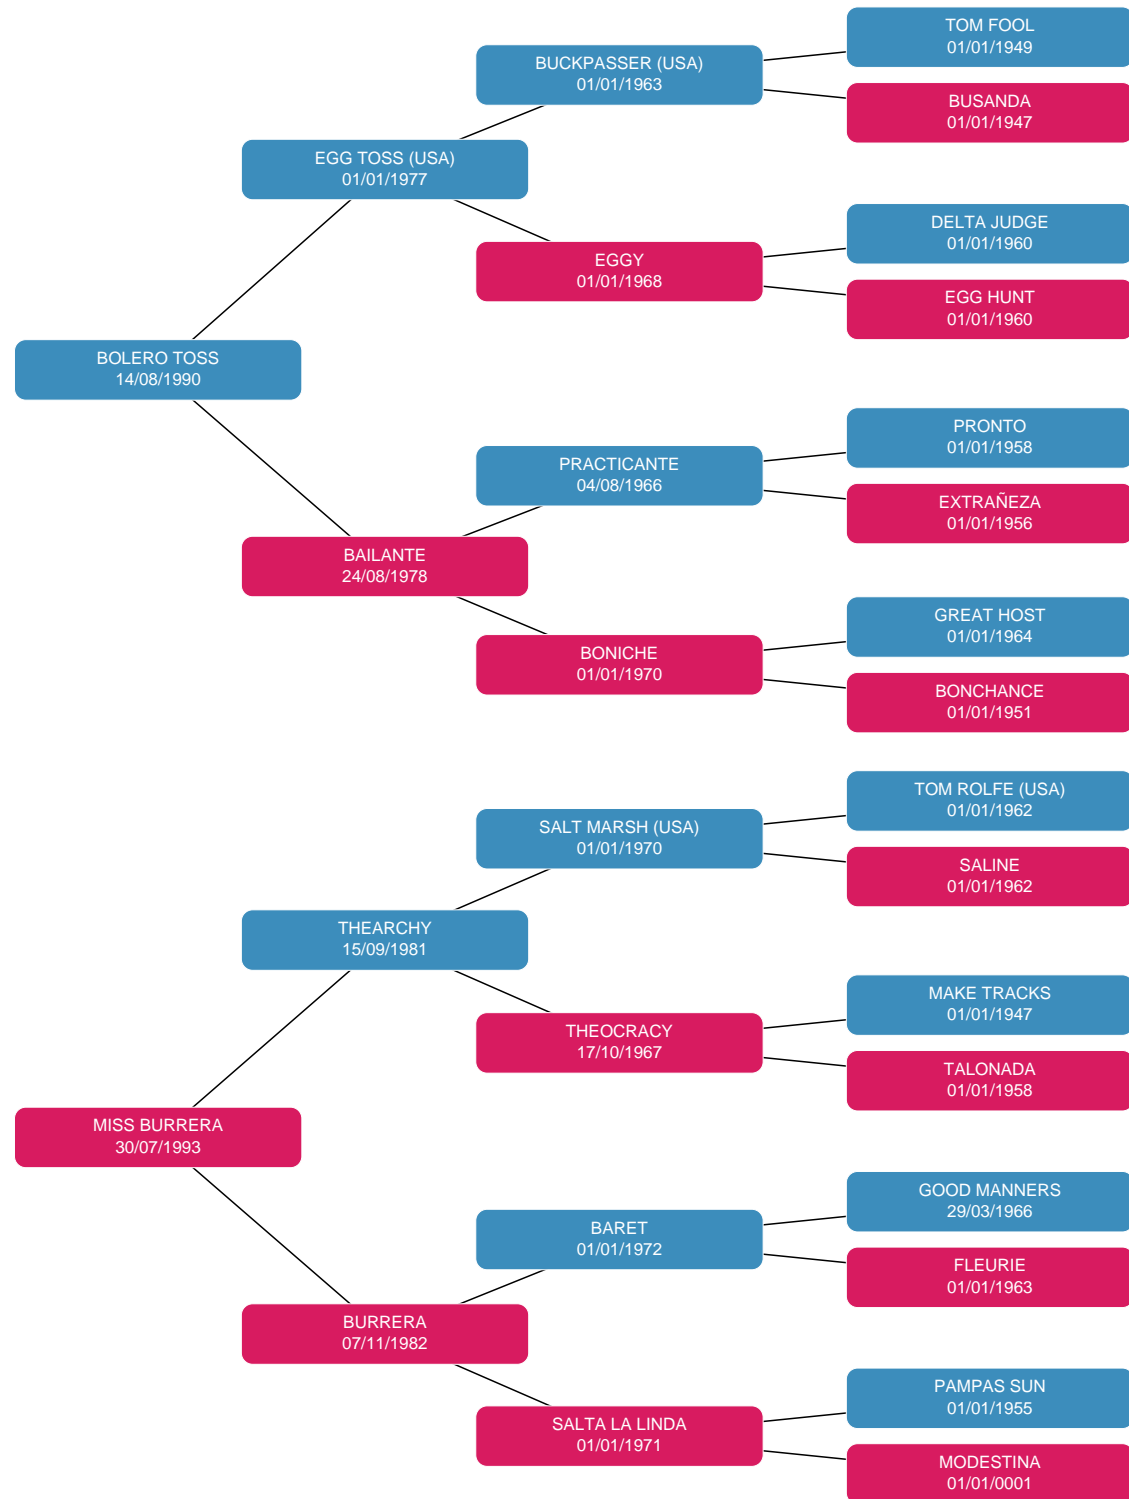 TOM FOOL
01/01/1949
BUCKPASSER (USA)
01/01/1963
BUSANDA
01/01/1947
EGG TOSS (USA)
01/01/1977
DELTA JUDGE
01/01/1960
EGGY
01/01/1968
EGG HUNT
01/01/1960
BOLERO TOSS
14/08/1990
PRONTO
01/01/1958
PRACTICANTE
04/08/1966
EXTRAÑEZA
01/01/1956
BAILANTE
24/08/1978
GREAT HOST
01/01/1964
BONICHE
01/01/1970
BONCHANCE
01/01/1951
TOM ROLFE (USA)
01/01/1962
SALT MARSH (USA)
01/01/1970
SALINE
01/01/1962
THEARCHY
15/09/1981
MAKE TRACKS
01/01/1947
THEOCRACY
17/10/1967
TALONADA
01/01/1958
MISS BURRERA
30/07/1993
GOOD MANNERS
29/03/1966
BARET
01/01/1972
FLEURIE
01/01/1963
BURRERA
07/11/1982
PAMPAS SUN
01/01/1955
SALTA LA LINDA
01/01/1971
MODESTINA
01/01/0001